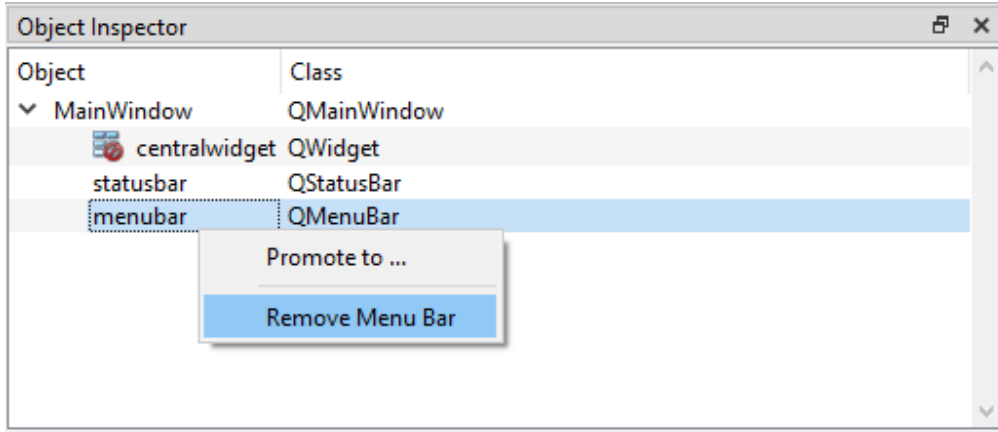 Object Inspector
Object Class
MainWindow QMainWindow
centralwidget QWidget
statusbar QStatusBar
menubar QMenuBar
Promote to ...
Remove Menu Bar